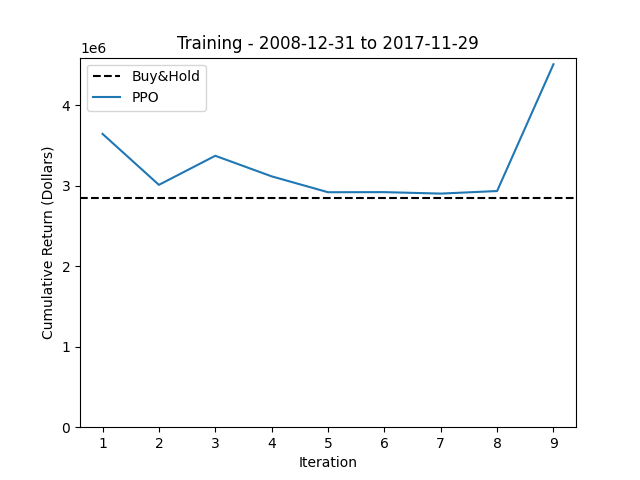 Training - 2008-12-31 to 2017-11-29
1e6
Buy&Hold
PPO
4
3
2
1
0
Cumulative Return (Dollars)
1 2 3 4 5 6 7 8 9
Iteration